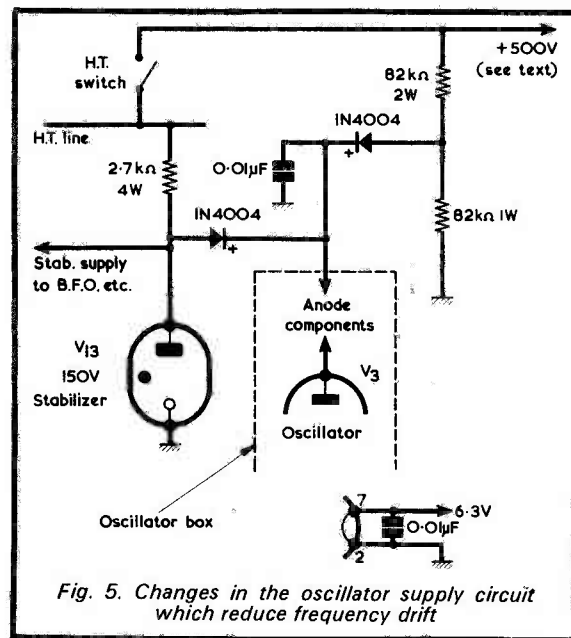 H.T.
switch
+500V
(see text)
82kΩ
2W
H.T. line
2·7kΩ
4W
0·01µF
IN4004
+
82kΩ 1W
IN4004
+
Stab. supply
to B.F.O, etc.
Anode
components
V13
150V
Stabilizer
V3
Oscillator
Oscillator box
7
6·3V
0·01µF
2
Fig. 5. Changes in the oscillator supply circuit
which reduce frequency drift